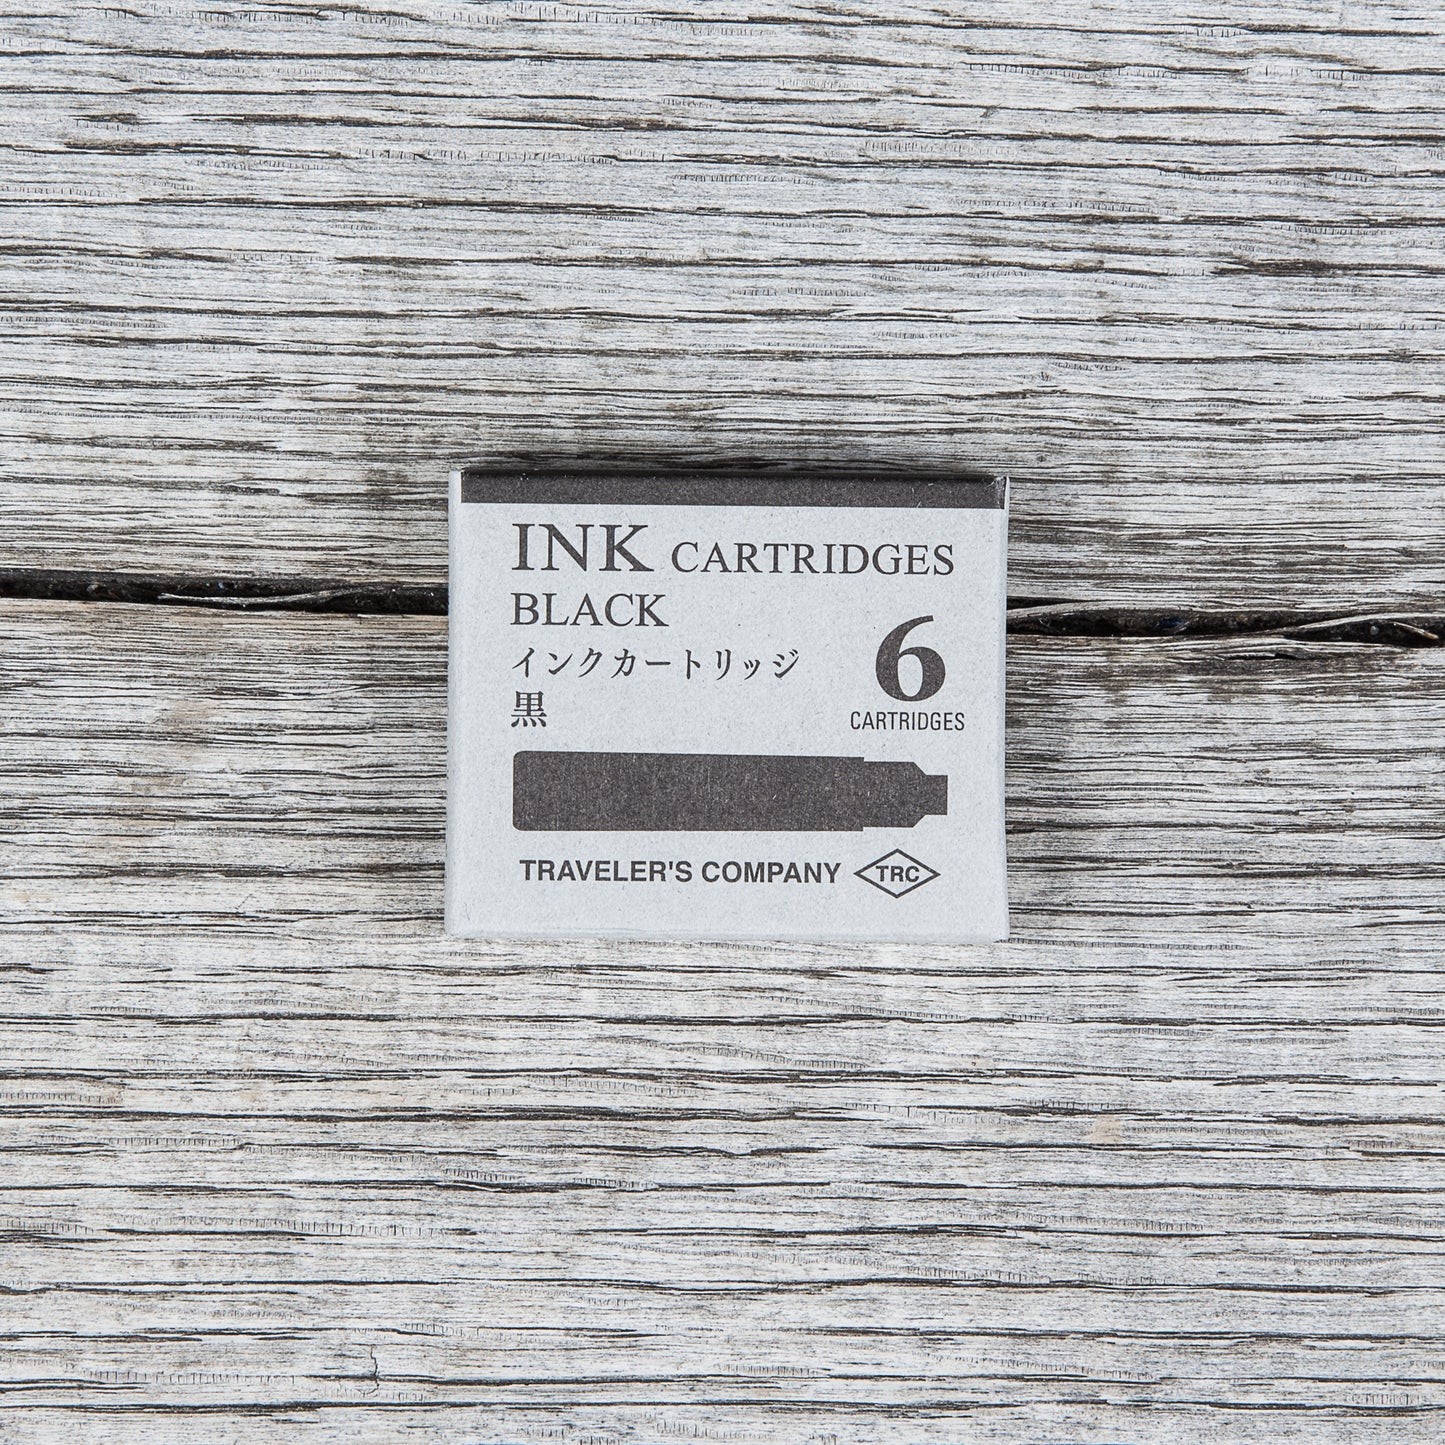 INK CARTRIDGES
BLACK
インクカートリッジ
黒
6
CARTRIDGES
TRAVELER'S COMPANY TRC